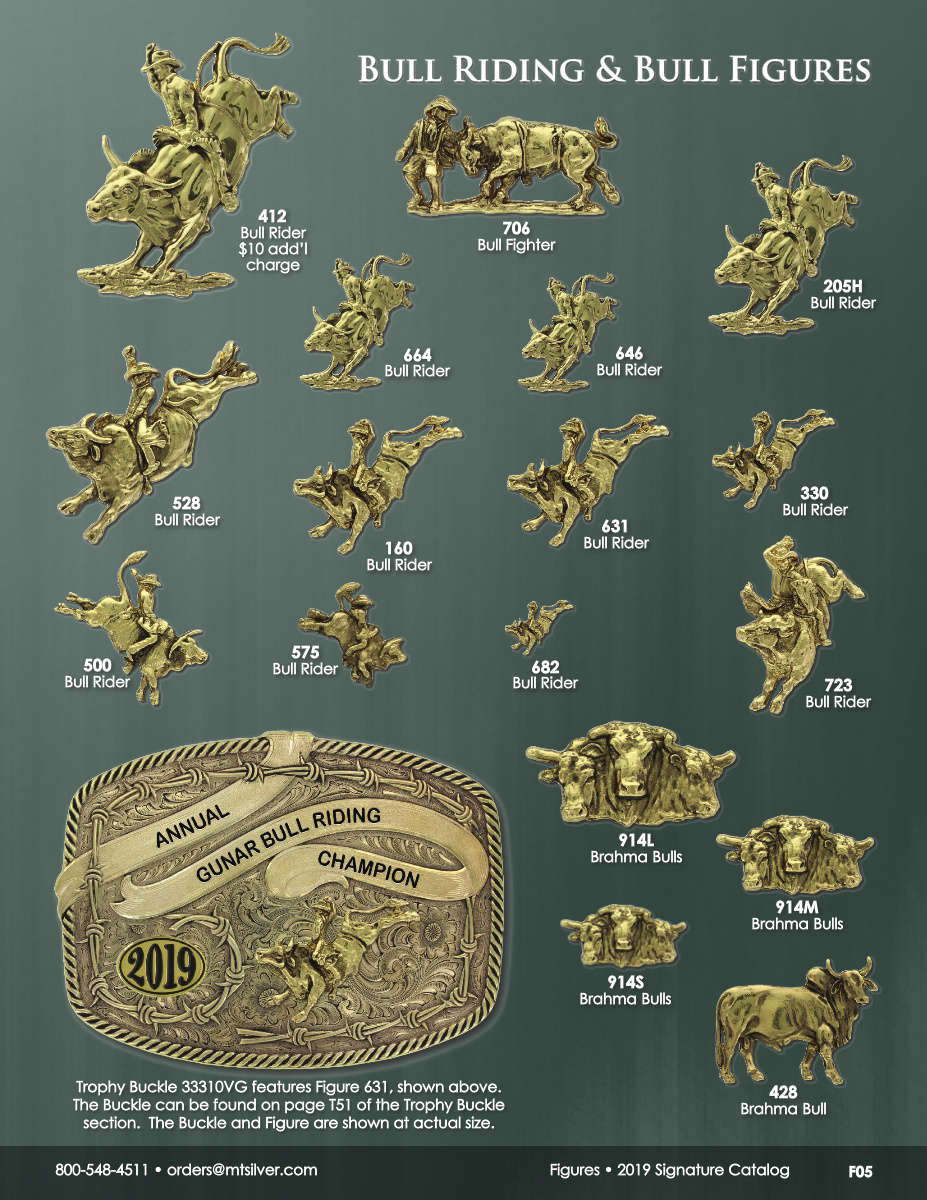 BULL RIDING & BULL FIGURES
412
Bull Rider
$10 add'l
charge
706
Bull Fighter
205H
Bull Rider
664
Bull Rider
646
Bull Rider
528
Bull Rider
160
Bull Rider
631
Bull Rider
330
Bull Rider
500
Bull Rider
575
Bull Rider
682
Bull Rider
723
Bull Rider
ANNUAL
GUNAR BULL RIDING
CHAMPION
2019
914L
Brahma Bulls
914M
Brahma Bulls
914S
Brahma Bulls
428
Brahma Bull
Trophy Buckle 33310VG features Figure 631, shown above.
The Buckle can be found on page T51 of the Trophy Buckle
section. The Buckle and Figure are shown at actual size.
800-548-4511 • orders@mtsilver.com
Figures • 2019 Signature Catalog F05